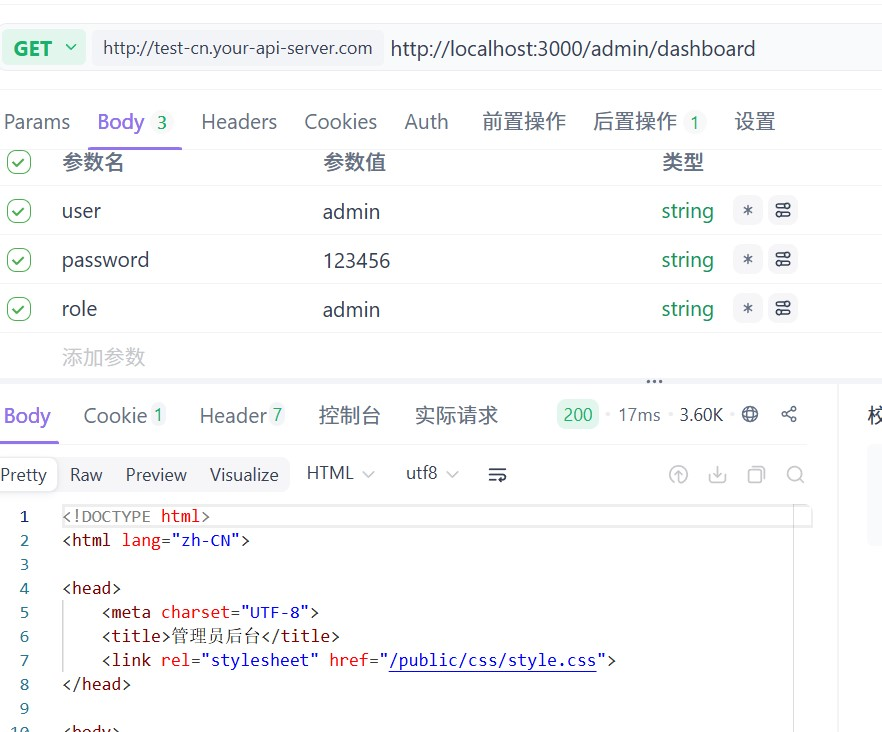 GET http://test-cn.your-api-server.com http://localhost:3000/admin/dashboard
Params Body 3 Headers Cookies Auth 前置操作 后置操作 1 设置
参数名 参数值 类型
user admin string *
password 123456 string *
role admin string *
添加参数
Body Cookie 1 Header 7 控制台 实际请求 200 17ms 3.60K
Pretty Raw Preview Visualize HTML utf8
1 <!DOCTYPE html>
2 <html lang="zh-CN">
3
4 <head>
5 <meta charset="UTF-8">
6 <title>管理员后台</title>
7 <link rel="stylesheet" href="/public/css/style.css">
8 </head>
9
10 <body>